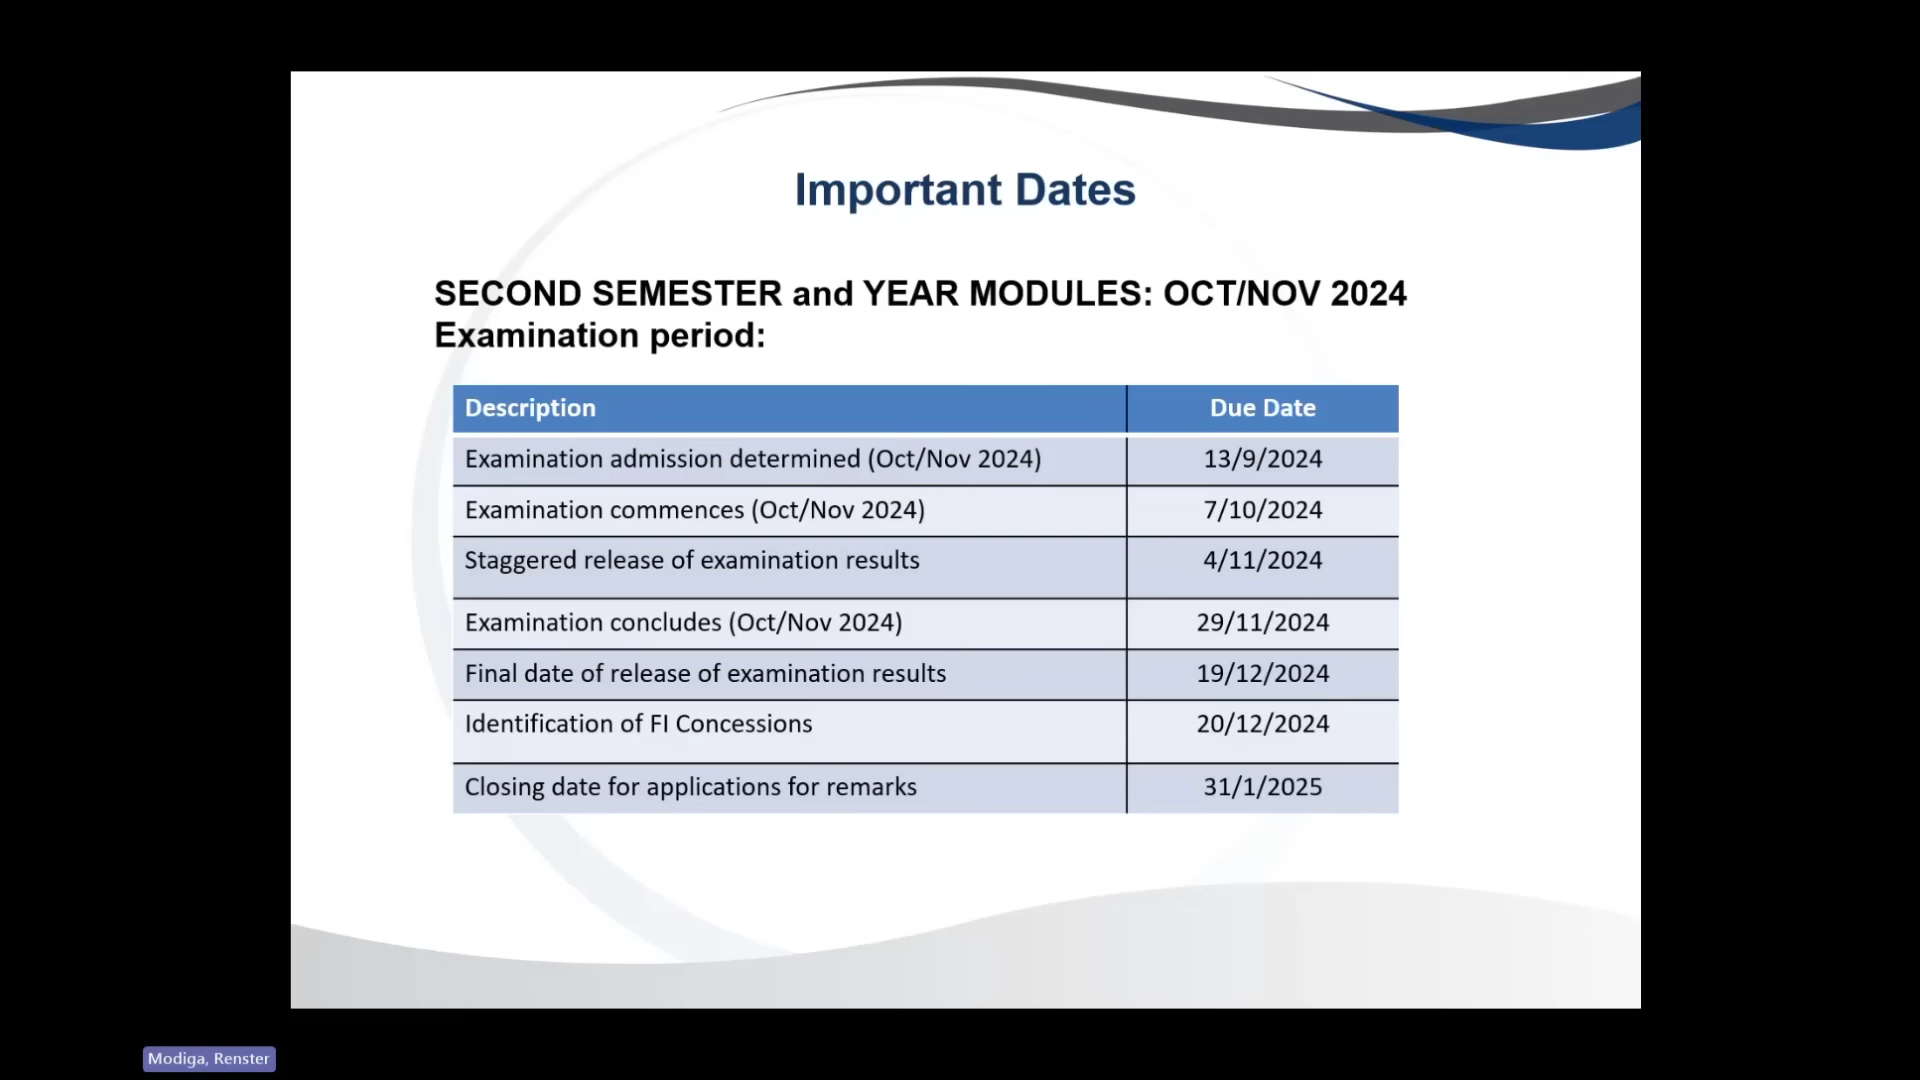 Important Dates
SECOND SEMESTER and YEAR MODULES: OCT/NOV 2024
Examination period:
Description Due Date
Examination admission determined (Oct/Nov 2024) 13/9/2024
Examination commences (Oct/Nov 2024) 7/10/2024
Staggered release of examination results 4/11/2024
Examination concludes (Oct/Nov 2024) 29/11/2024
Final date of release of examination results 19/12/2024
Identification of FI Concessions 20/12/2024
Closing date for applications for remarks 31/1/2025
Modiga, Renster